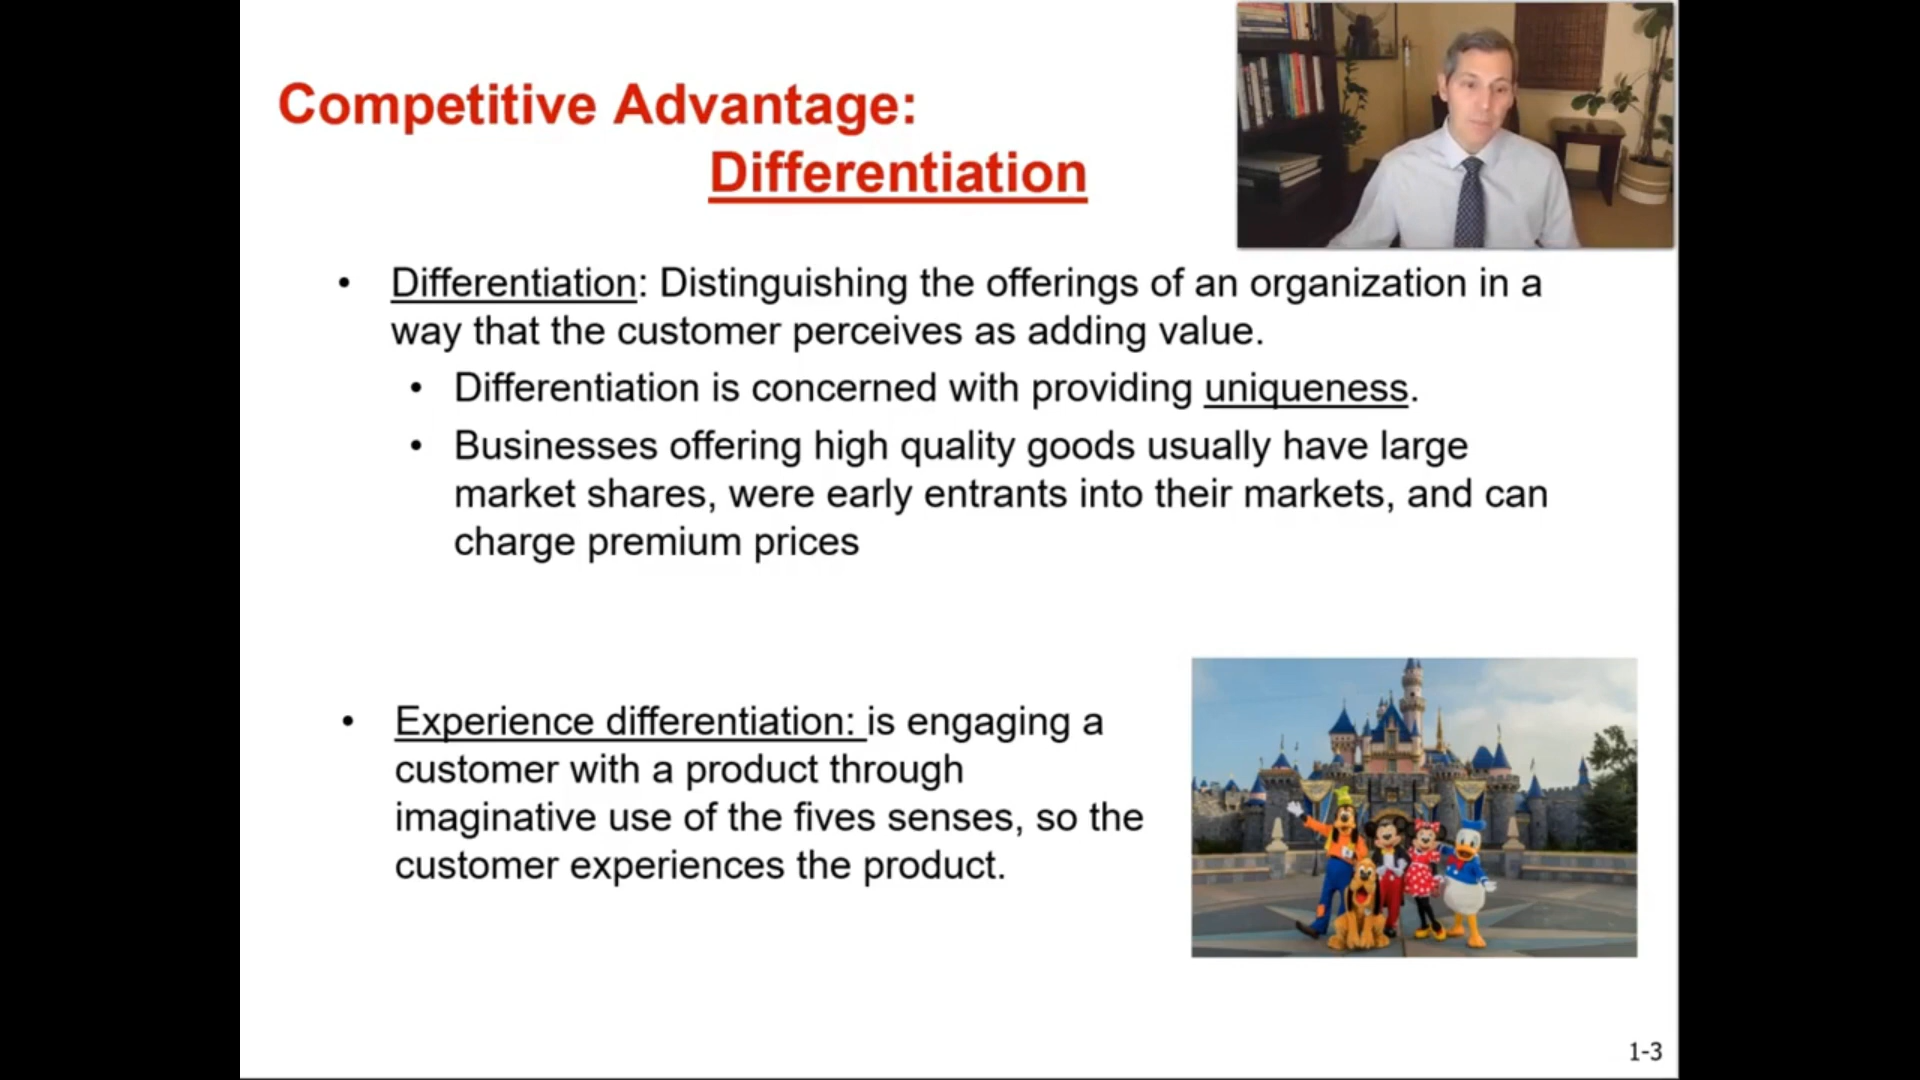 Competitive Advantage:
Differentiation
• Differentiation: Distinguishing the offerings of an organization in a
way that the customer perceives as adding value.
• Differentiation is concerned with providing uniqueness.
• Businesses offering high quality goods usually have large
market shares, were early entrants into their markets, and can
charge premium prices
• Experience differentiation: is engaging a
customer with a product through
imaginative use of the fives senses, so the
customer experiences the product.
1-3